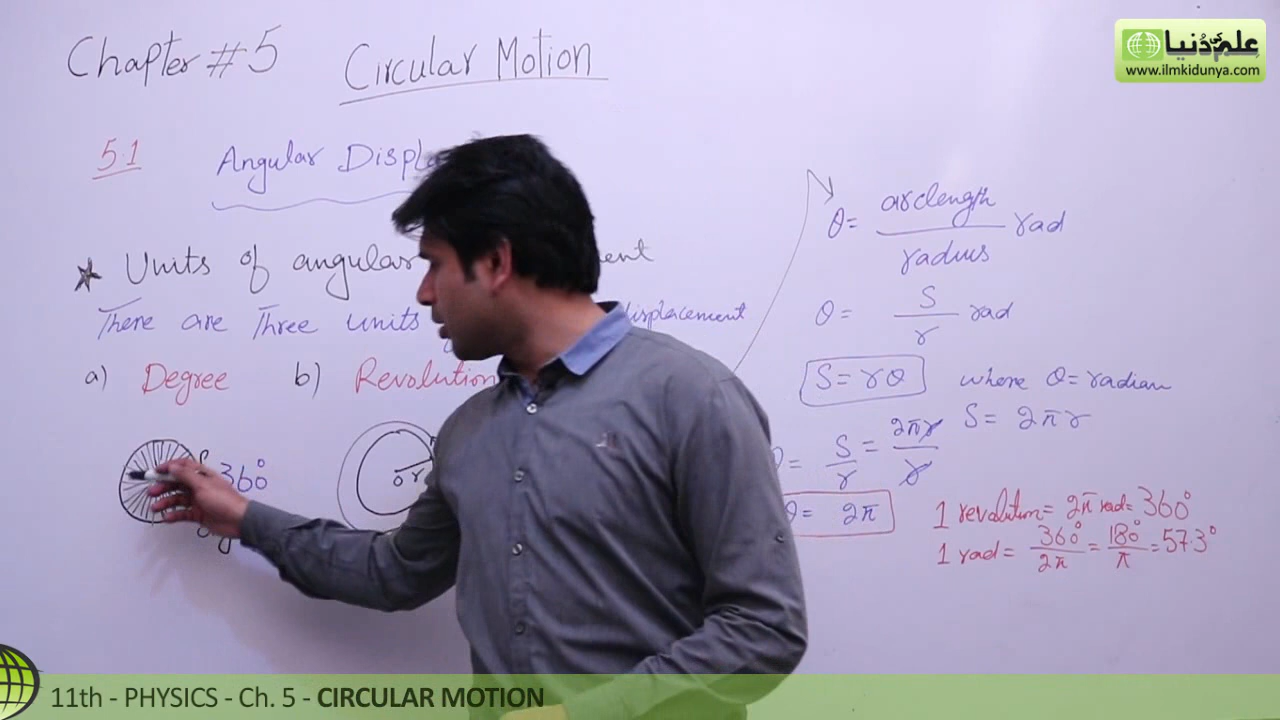 علم کی دُنیا
www.ilmkidunya.com
Chapter #5 Circular Motion
5.1 Angular Displ
★ Units of angular ment
There are Three units displacement
a) Degree b) Revolution
360°
r
θ = arclength / radius rad
θ = S / r rad
S = rθ where θ = radian
S = 2πr
θ = S / r = 2πr / r
θ = 2π
1 revolution = 2π rad = 360°
1 rad = 360° / 2π = 180° / π = 57.3°
11th - PHYSICS - Ch. 5 - CIRCULAR MOTION